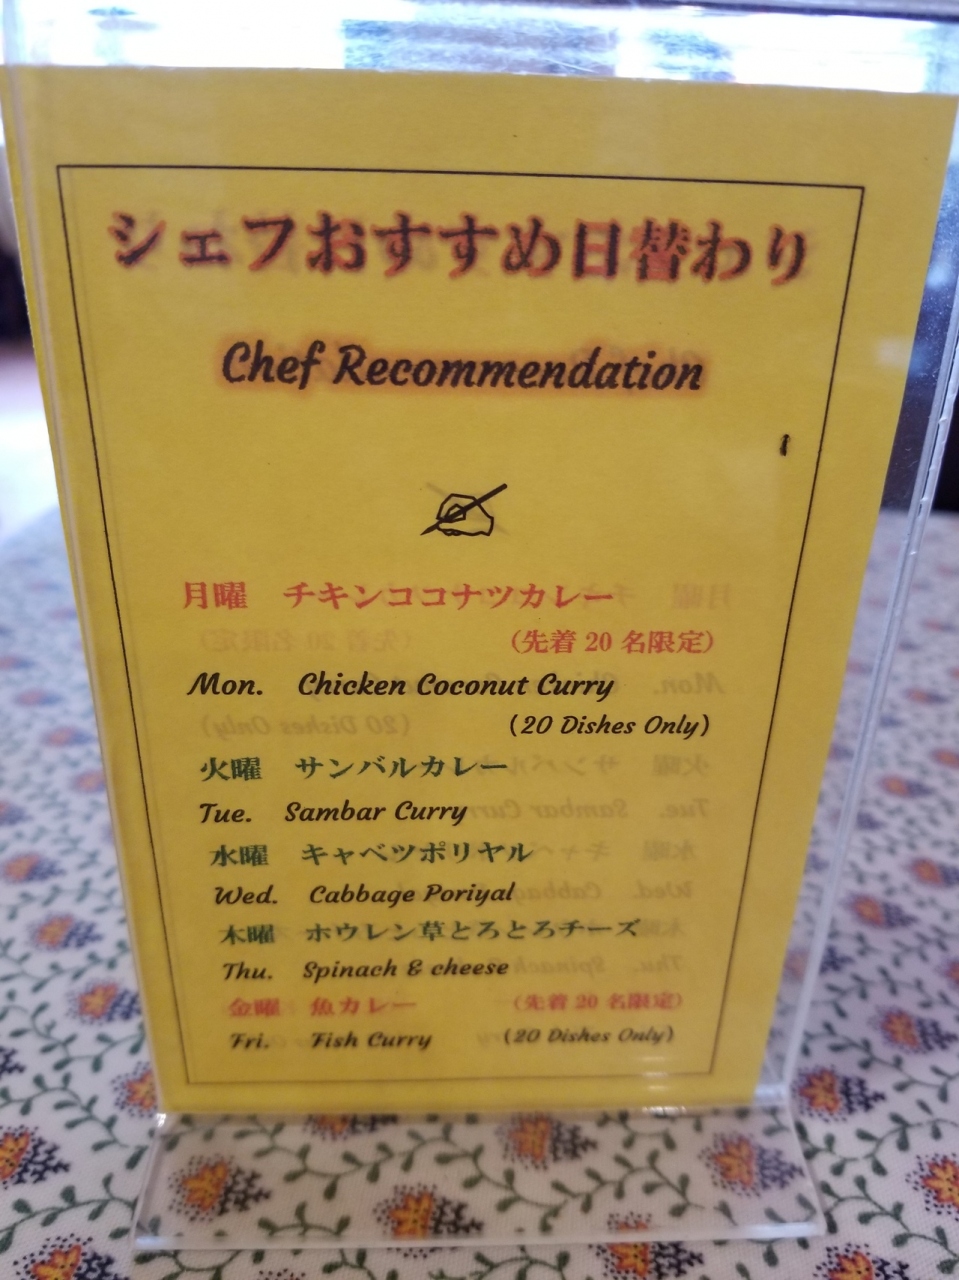 シェフおすすめ日替わり
Chef Recommendation
月曜 チキンココナツカレー
(先着 20 名限定)
Mon. Chicken Coconut Curry
(20 Dishes Only)
火曜 サンバルカレー
Tue. Sambar Curry
水曜 キャベツポリヤル
Wed. Cabbage Poriyal
木曜 ホウレン草とろとろチーズ
Thu. Spinach & cheese
金曜 魚カレー (先着 20 名限定)
Fri. Fish Curry (20 Dishes Only)